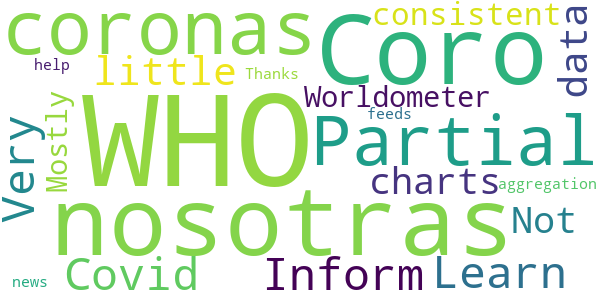 coronas
Coro
consistent
data
help
little
Thanks
WHO
Worldometer
feeds
Mostly
Very
Partial
charts
aggregation
nosotras
Not
Covid
Inform
Learn
news